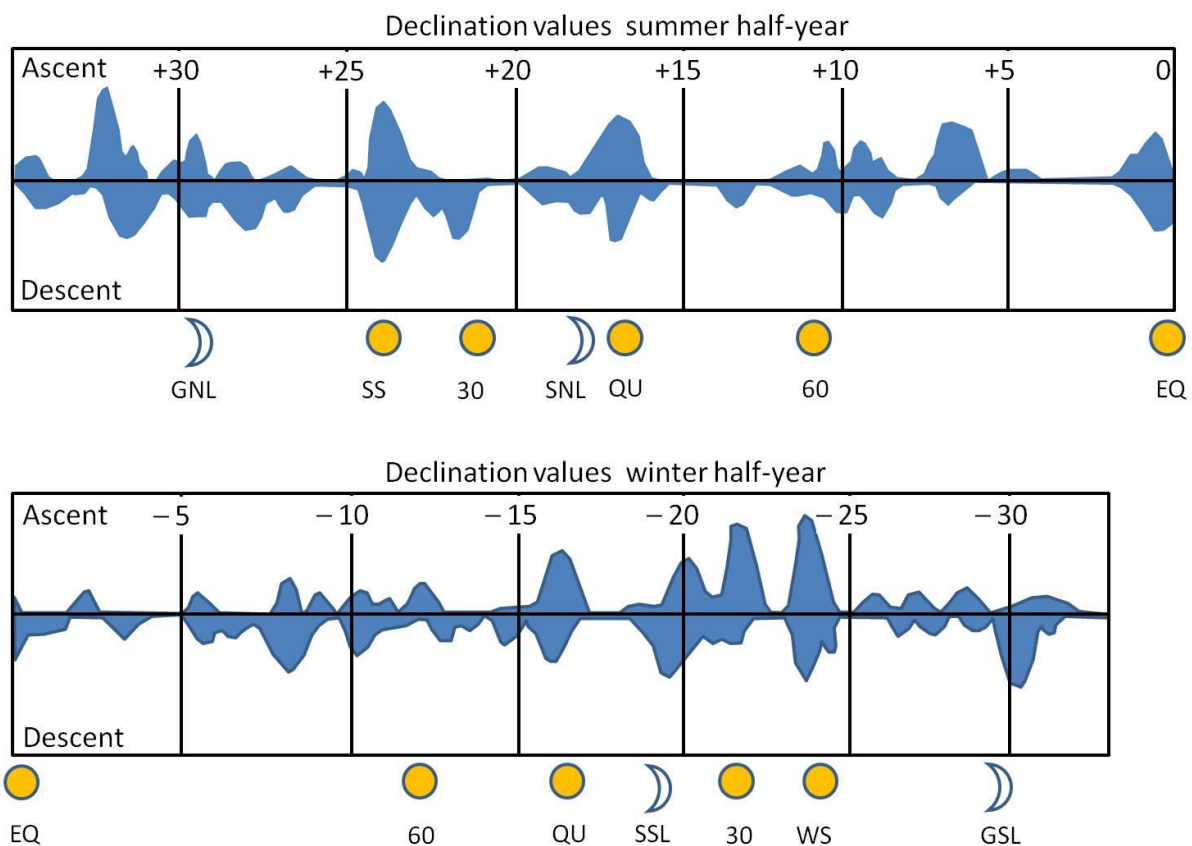 Declination values summer half-year
Ascent +30 +25 +20 +15 +10 +5 0
Descent
GNL SS 30 SNL QU 60 EQ
Declination values winter half-year
Ascent −5 −10 −15 −20 −25 −30
Descent
EQ 60 QU SSL 30 WS GSL